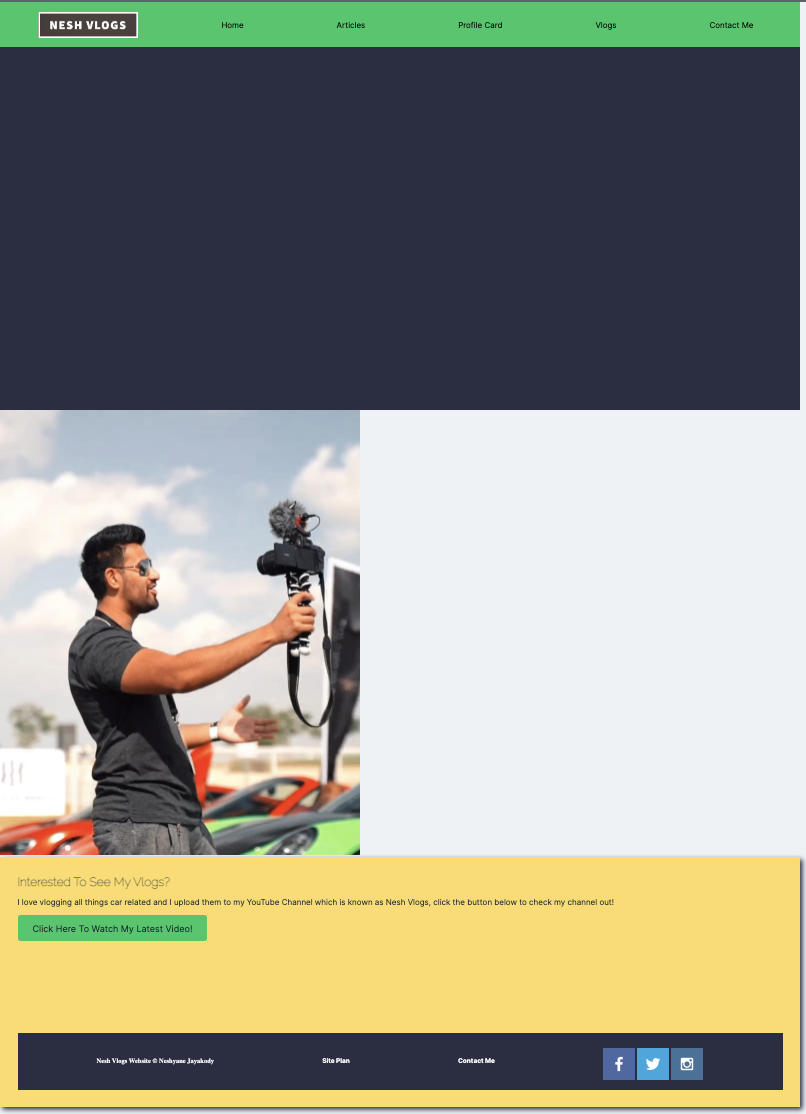 NESH VLOGS Home Articles Profile Card Vlogs Contact Me
Interested To See My Vlogs?
I love vlogging all things car related and I upload them to my YouTube Channel which is known as Nesh Vlogs, click the button below to check my channel out!
Click Here To Watch My Latest Video!
Nesh Vlogs Website © Neshyane Jayakody Site Plan Contact Me